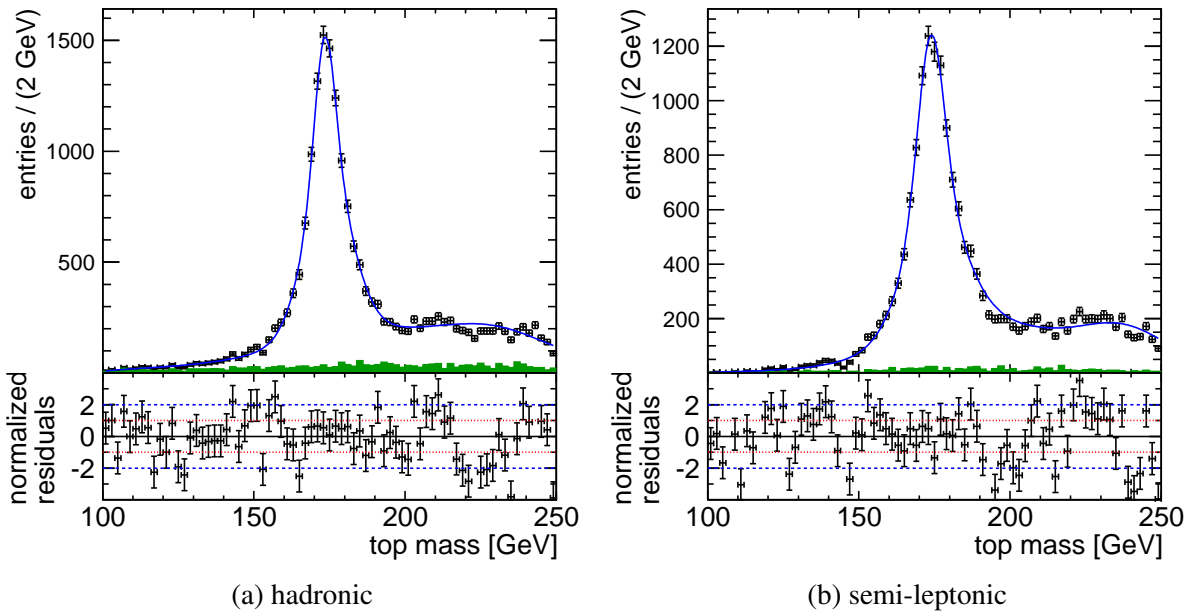 entries / (2 GeV)
1500
1000
500
normalized
residuals
2
0
-2
100
150
200
250
top mass [GeV]
(a) hadronic
entries / (2 GeV)
1200
1000
800
600
400
200
normalized
residuals
2
0
-2
100
150
200
250
top mass [GeV]
(b) semi-leptonic